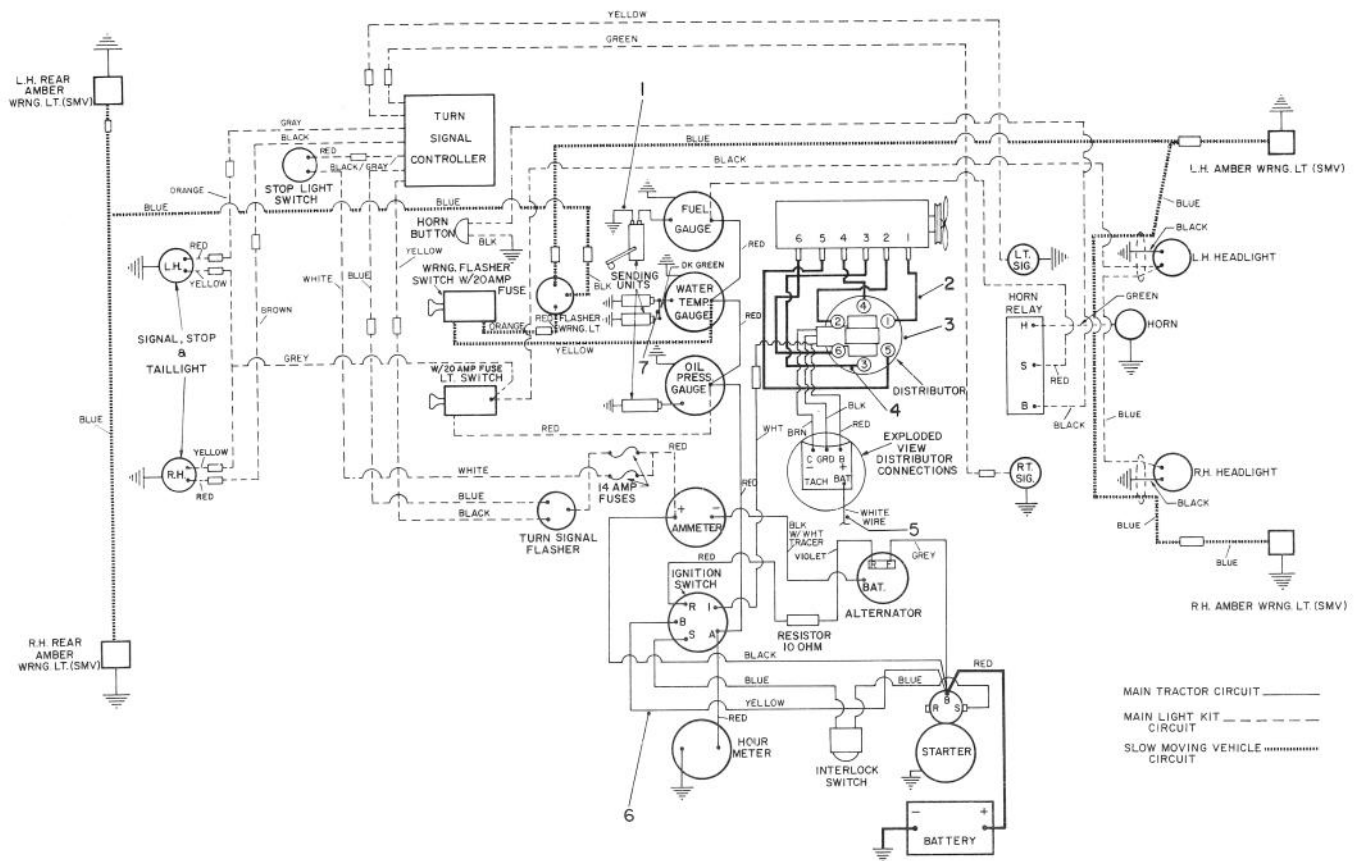 YELLOW
GREEN
L.H. REAR
AMBER
WRNG. LT. (SMV)
TURN
SIGNAL
CONTROLLER
1
GRAY
BLACK
RED
BLACK/GRAY
STOP LIGHT
SWITCH
ORANGE
BLUE
BLUE
BLACK
L.H. AMBER WRNG. LT (SMV)
HORN
BUTTON
YELLOW
BLK
FUEL
GAUGE
RED
6 5 4 3 2 1
BLUE
BLACK
L.H. HEADLIGHT
LT.
SIG.
RED
L.H.
YELLOW
WHITE
BLUE
WRNG. FLASHER
SWITCH W/20 AMP
FUSE
BLK
SENDING
UNITS
DK GREEN
WATER
TEMP
GAUGE
2
4
2 1
3
6 5
3
HORN
RELAY
GREEN
H
HORN
S
RED
B
BLACK
ORANGE
RED
FLASHER
WRNG. LT
YELLOW
7
RED
BROWN
SIGNAL, STOP
&
TAILLIGHT
GREY
W/20 AMP FUSE
LT. SWITCH
OIL
PRESS
GAUGE
DISTRIBUTOR
4
BLUE
BLUE
RED
WHT
BRN
BLK
RED
EXPLODED
VIEW
DISTRIBUTOR
CONNECTIONS
C GRD B
- +
TACH BAT
YELLOW
R.H.
RED
WHITE
RED
14 AMP
FUSES
RED
RT.
SIG.
R.H. HEADLIGHT
BLACK
BLUE
BLUE
BLACK
TURN SIGNAL
FLASHER
+ -
AMMETER
BLK
W/WHT
TRACER
WHITE
WIRE
5
BLUE
BLUE
RED
VIOLET
GREY
IGNITION
SWITCH
R I
B
S A
R F
BAT.
ALTERNATOR
R.H. AMBER WRNG. LT. (SMV)
RESISTOR
10 OHM
R.H. REAR
AMBER
WRNG. LT. (SMV)
BLACK
RED
BLUE
BLUE
YELLOW
B
R S
MAIN TRACTOR CIRCUIT
RED
6
HOUR
METER
INTERLOCK
SWITCH
STARTER
MAIN LIGHT KIT
CIRCUIT
SLOW MOVING VEHICLE
CIRCUIT
- +
BATTERY